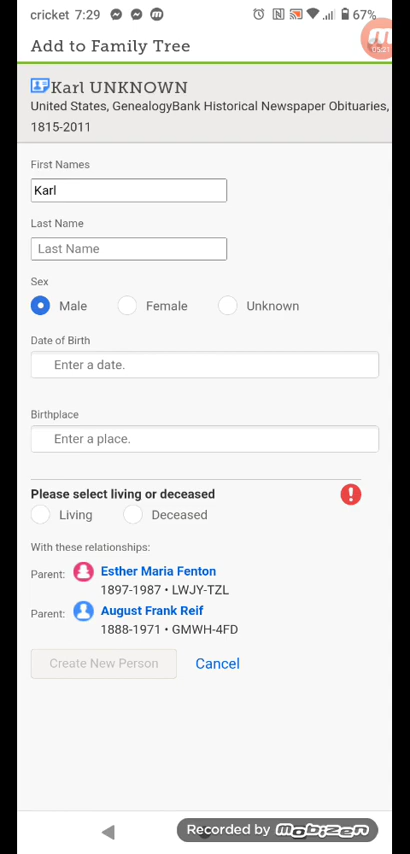 cricket 7:29
67%
Add to Family Tree
05:21
Karl UNKNOWN
United States, GenealogyBank Historical Newspaper Obituaries,
1815-2011
First Names
Karl
Last Name
Last Name
Sex
Male Female Unknown
Date of Birth
Enter a date.
Birthplace
Enter a place.
Please select living or deceased
Living Deceased
With these relationships:
Parent: Esther Maria Fenton
1897-1987 • LWJY-TZL
Parent: August Frank Reif
1888-1971 • GMWH-4FD
Create New Person Cancel
Recorded by mobizen